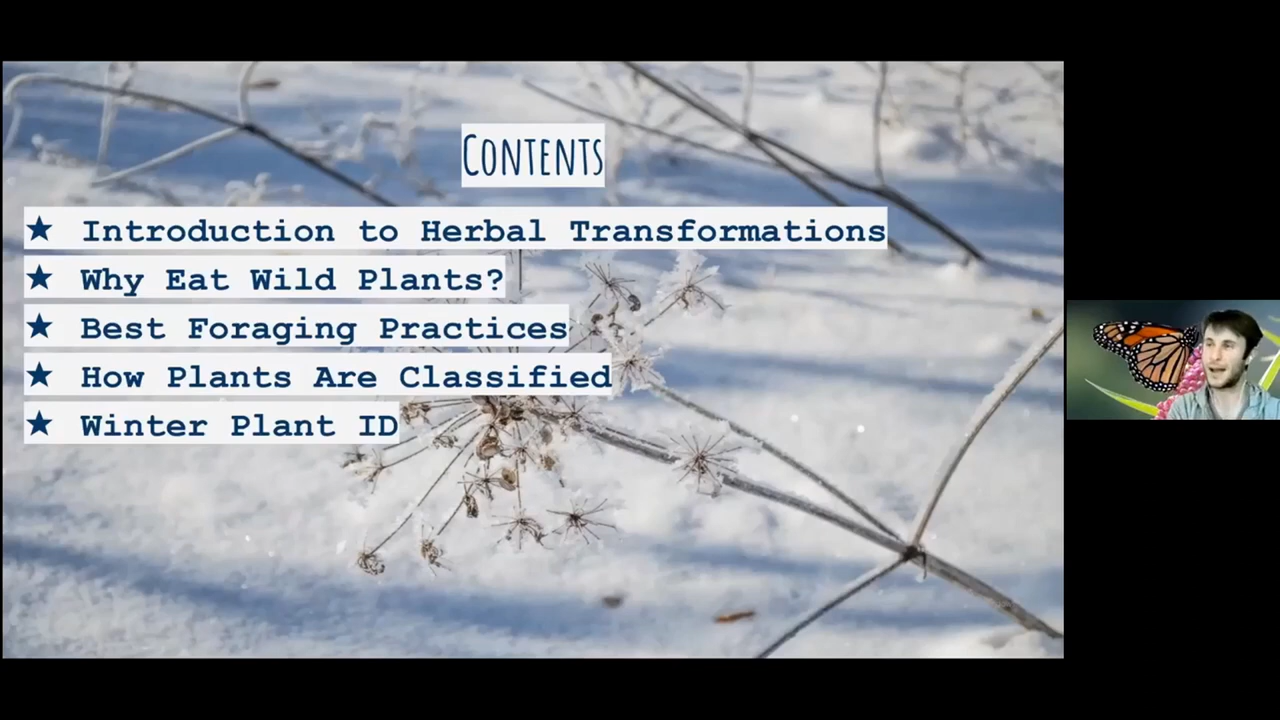 Contents
★ Introduction to Herbal Transformations
★ Why Eat Wild Plants?
★ Best Foraging Practices
★ How Plants Are Classified
★ Winter Plant ID